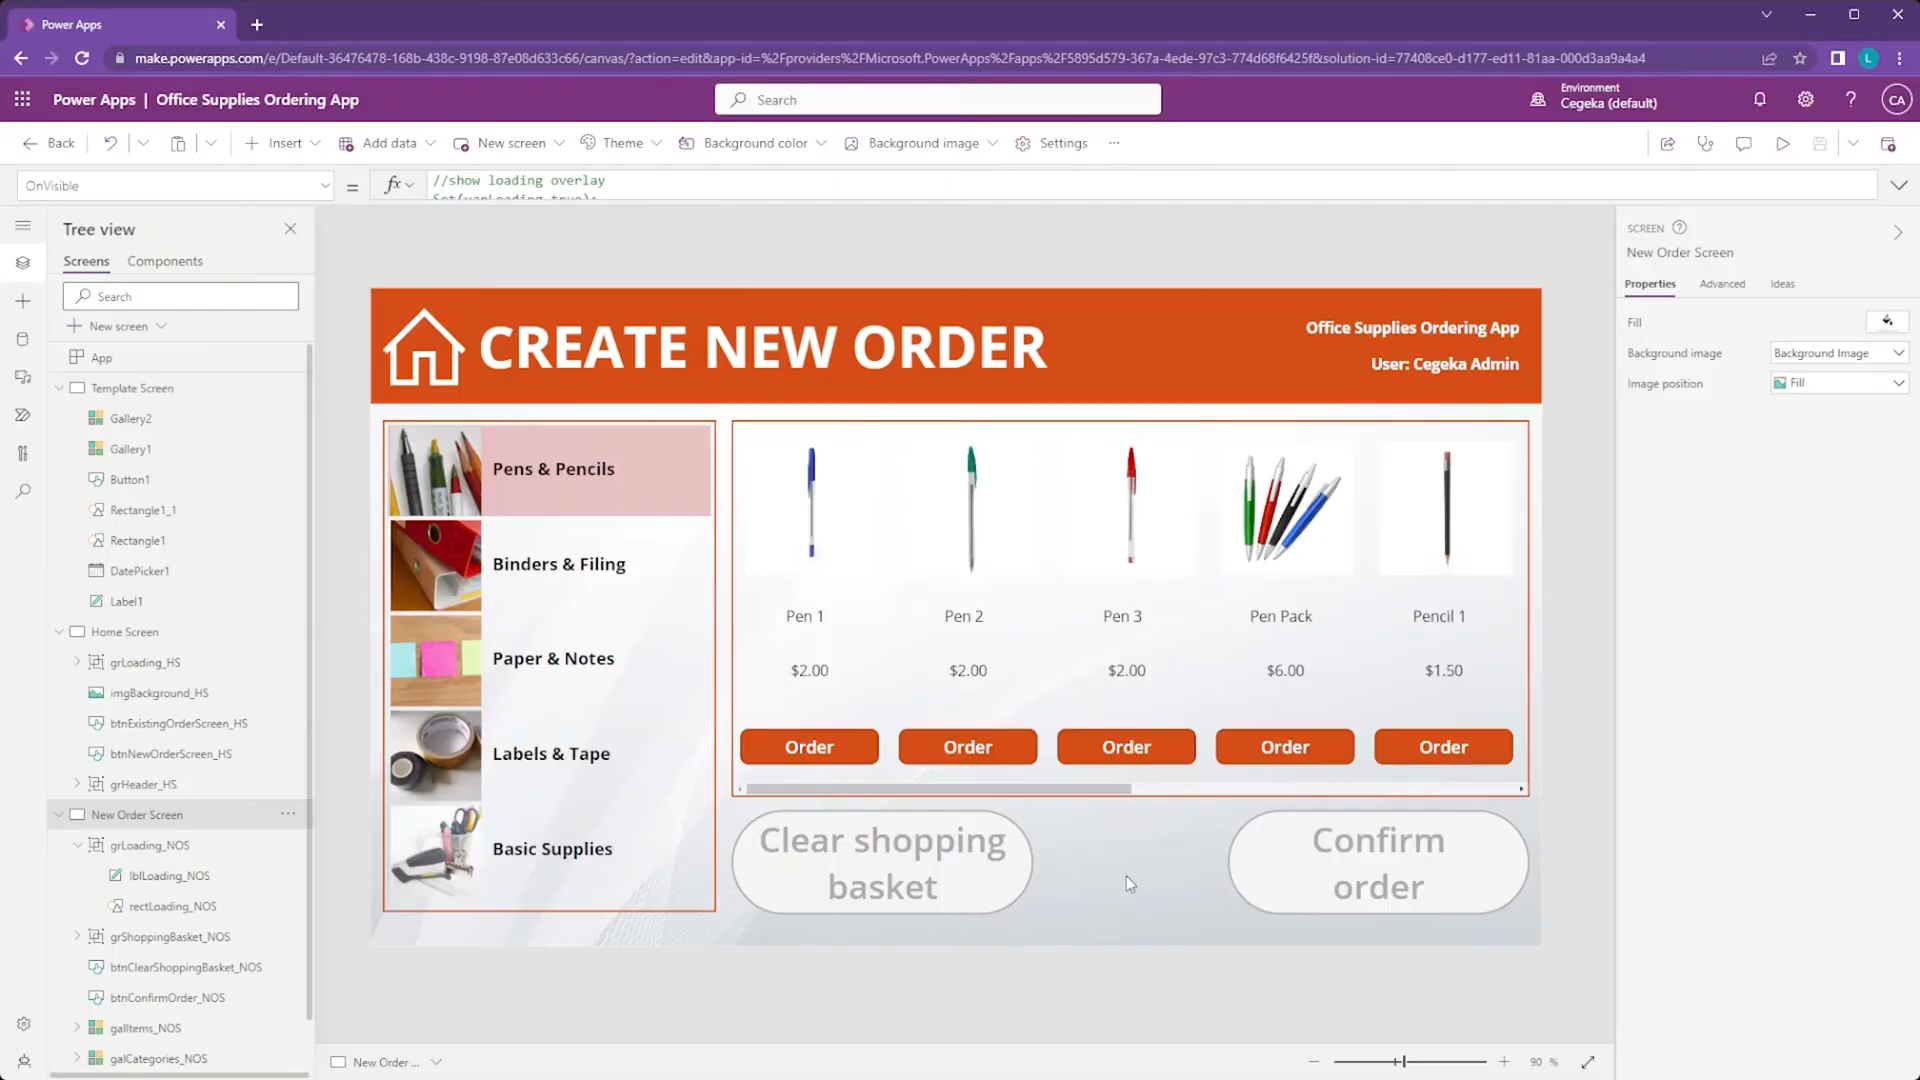 Power Apps
make.powerapps.com/e/Default-36476478-168b-438c-9198-87e08d633c66/canvas/?action=edit&app-id=%2Fproviders%2FMicrosoft.PowerApps%2Fapps%2F5895d579-367a-4ede-97c3-774d68f6425f&solution-id=77408ce0-d177-ed11-81aa-000d3aa9a4a4
L
Power Apps | Office Supplies Ordering App
Search
Environment
Cegeka (default)
CA
Back
Insert
Add data
New screen
Theme
Background color
Background image
Settings
OnVisible
=
fx
//show loading overlay
Set(varLoading,true);
Tree view
Screens
Components
Search
New screen
App
Template Screen
Gallery2
Gallery1
Button1
Rectangle1_1
Rectangle1
DatePicker1
Label1
Home Screen
grLoading_HS
imgBackground_HS
btnExistingOrderScreen_HS
btnNewOrderScreen_HS
grHeader_HS
New Order Screen
grLoading_NOS
lblLoading_NOS
rectLoading_NOS
grShoppingBasket_NOS
btnClearShoppingBasket_NOS
btnConfirmOrder_NOS
galItems_NOS
galCategories_NOS
CREATE NEW ORDER
Office Supplies Ordering App
User: Cegeka Admin
Pens & Pencils
Binders & Filing
Paper & Notes
Labels & Tape
Basic Supplies
Pen 1
Pen 2
Pen 3
Pen Pack
Pencil 1
$2.00
$2.00
$2.00
$6.00
$1.50
Order
Order
Order
Order
Order
Clear shopping
basket
Confirm
order
SCREEN
New Order Screen
Properties
Advanced
Ideas
Fill
Background image
Background Image
Image position
Fill
New Order ...
90 %